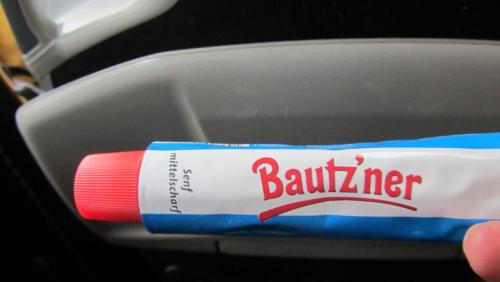 Bautz'ner
Senf
mittelscharf